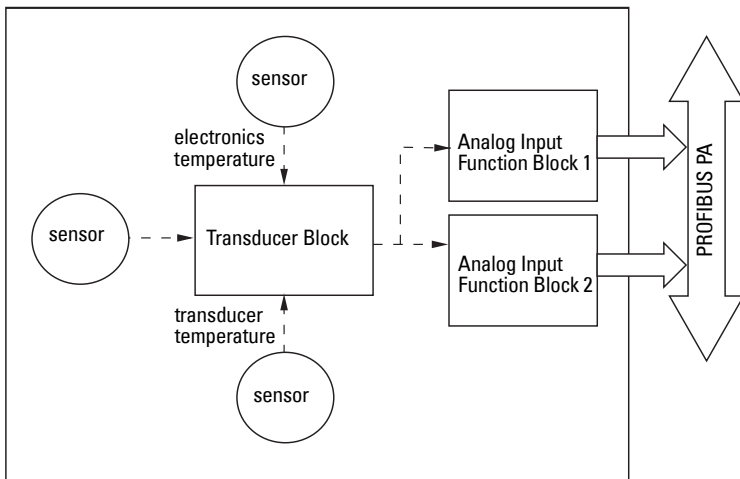 sensor
electronics
temperature
Analog Input
Function Block 1
sensor
Transducer Block
Analog Input
Function Block 2
transducer
temperature
sensor
PROFIBUS PA